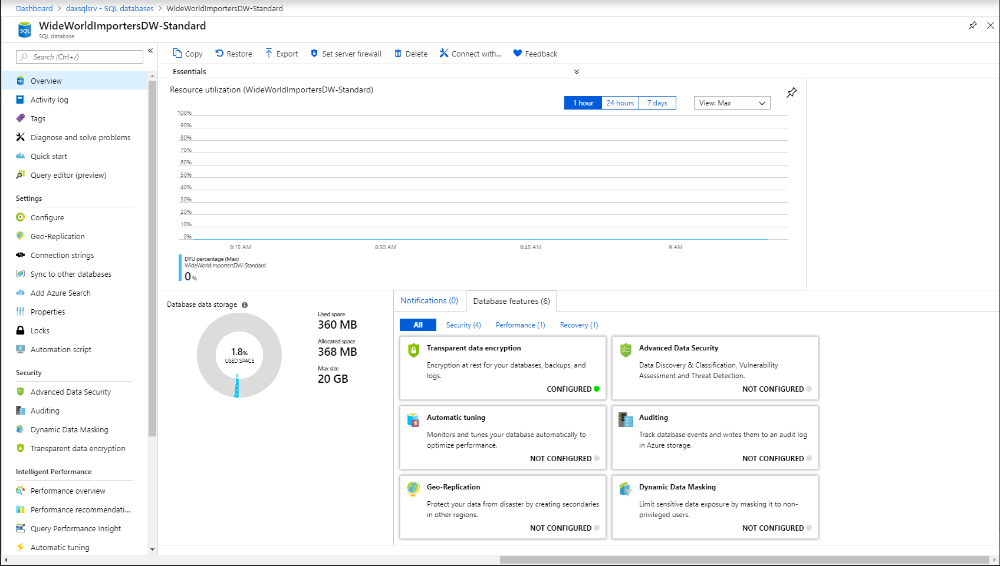 Dashboard > daxsqlsrv - SQL databases > WideWorldImportersDW-Standard
SQL
WideWorldImportersDW-Standard
SQL database
Search (Ctrl+/)
«
Overview
Activity log
Tags
Diagnose and solve problems
Quick start
Query editor (preview)
Settings
Configure
Geo-Replication
Connection strings
Sync to other databases
Add Azure Search
Properties
Locks
Automation script
Security
Advanced Data Security
Auditing
Dynamic Data Masking
Transparent data encryption
Intelligent Performance
Performance overview
Performance recommendati...
Query Performance Insight
Automatic tuning
Copy Restore Export Set server firewall Delete Connect with... Feedback
Essentials
Resource utilization (WideWorldImportersDW-Standard)
1 hour 24 hours 7 days View: Max
100%
90%
80%
70%
60%
50%
40%
30%
20%
10%
0%
8:15 AM 8:30 AM 8:45 AM 9 AM
DTU percentage (Max)
WideWorldImportersDW-Standard
0 %
Database data storage
1.8%
USED SPACE
Used space
360 MB
Allocated space
368 MB
Max size
20 GB
Notifications (0) Database features (6)
All Security (4) Performance (1) Recovery (1)
Transparent data encryption
Encryption at rest for your databases, backups, and
logs.
CONFIGURED
Advanced Data Security
Data Discovery & Classification, Vulnerability
Assessment and Threat Detection.
NOT CONFIGURED
Automatic tuning
Monitors and tunes your database automatically to
optimize performance.
NOT CONFIGURED
Auditing
Track database events and writes them to an audit log
in Azure storage.
NOT CONFIGURED
Geo-Replication
Protect your data from disaster by creating secondaries
in other regions.
NOT CONFIGURED
Dynamic Data Masking
Limit sensitive data exposure by masking it to non-
privileged users.
NOT CONFIGURED